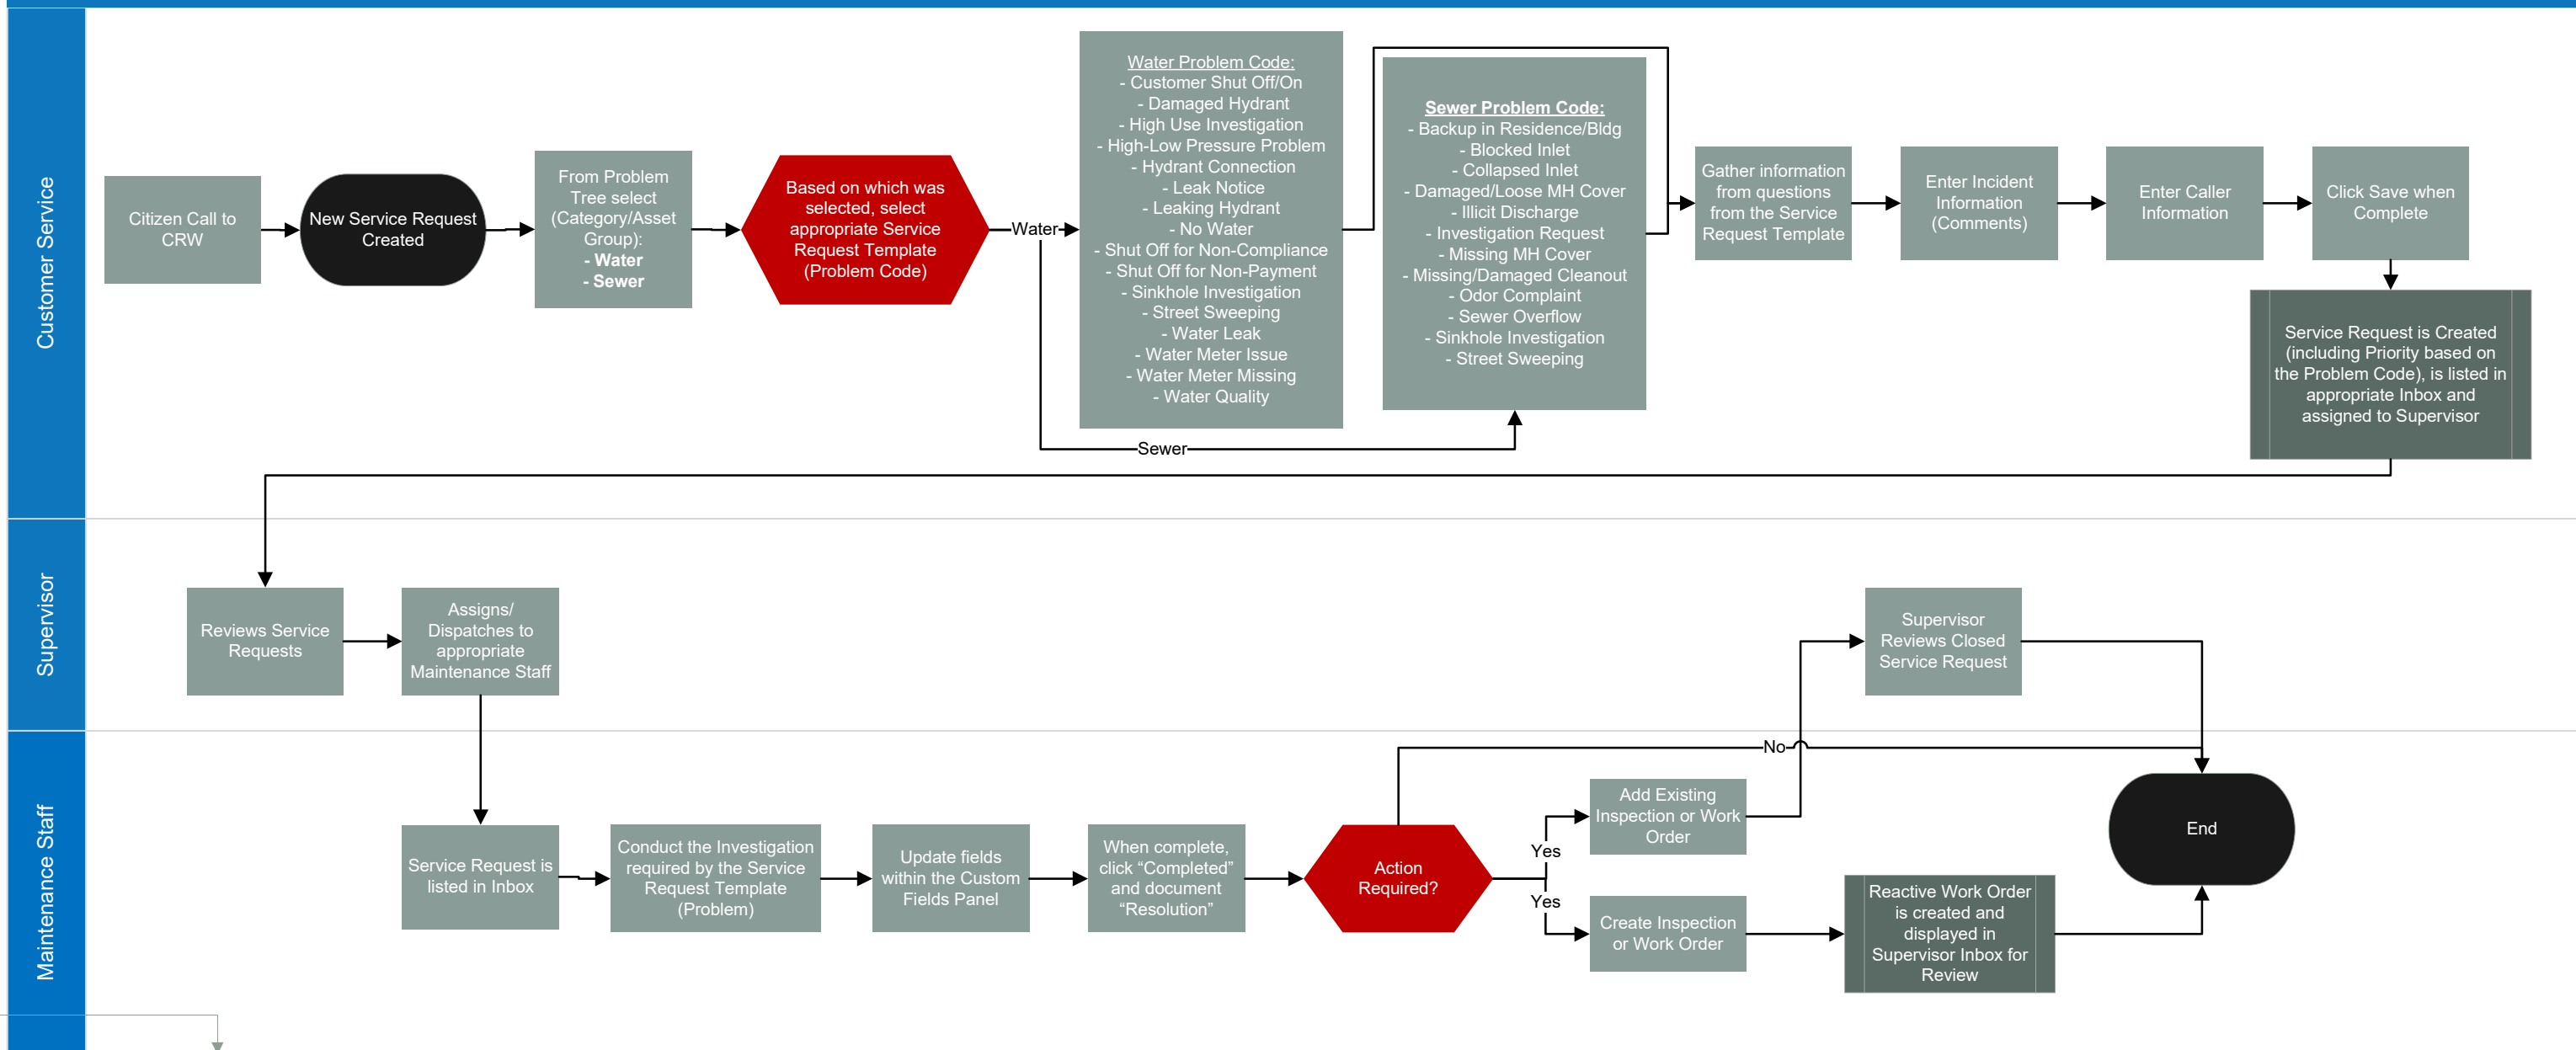 Customer Service
Citizen Call to
CRW
New Service Request
Created
From Problem
Tree select
(Category/Asset
Group):
- Water
- Sewer
Based on which was
selected, select
appropriate Service
Request Template
(Problem Code)
Water
Sewer
Water Problem Code:
- Customer Shut Off/On
- Damaged Hydrant
- High Use Investigation
- High-Low Pressure Problem
- Hydrant Connection
- Leak Notice
- Leaking Hydrant
- No Water
- Shut Off for Non-Compliance
- Shut Off for Non-Payment
- Sinkhole Investigation
- Street Sweeping
- Water Leak
- Water Meter Issue
- Water Meter Missing
- Water Quality
Sewer Problem Code:
- Backup in Residence/Bldg
- Blocked Inlet
- Collapsed Inlet
- Damaged/Loose MH Cover
- Illicit Discharge
- Investigation Request
- Missing MH Cover
- Missing/Damaged Cleanout
- Odor Complaint
- Sewer Overflow
- Sinkhole Investigation
- Street Sweeping
Gather information
from questions
from the Service
Request Template
Enter Incident
Information
(Comments)
Enter Caller
Information
Click Save when
Complete
Service Request is Created
(including Priority based on
the Problem Code), is listed in
appropriate Inbox and
assigned to Supervisor
Supervisor
Reviews Service
Requests
Assigns/
Dispatches to
appropriate
Maintenance Staff
Supervisor
Reviews Closed
Service Request
Maintenance Staff
Service Request is
listed in Inbox
Conduct the Investigation
required by the Service
Request Template
(Problem)
Update fields
within the Custom
Fields Panel
When complete,
click “Completed”
and document
“Resolution”
Action
Required?
No
Yes
Yes
Add Existing
Inspection or Work
Order
Create Inspection
or Work Order
Reactive Work Order
is created and
displayed in
Supervisor Inbox for
Review
End